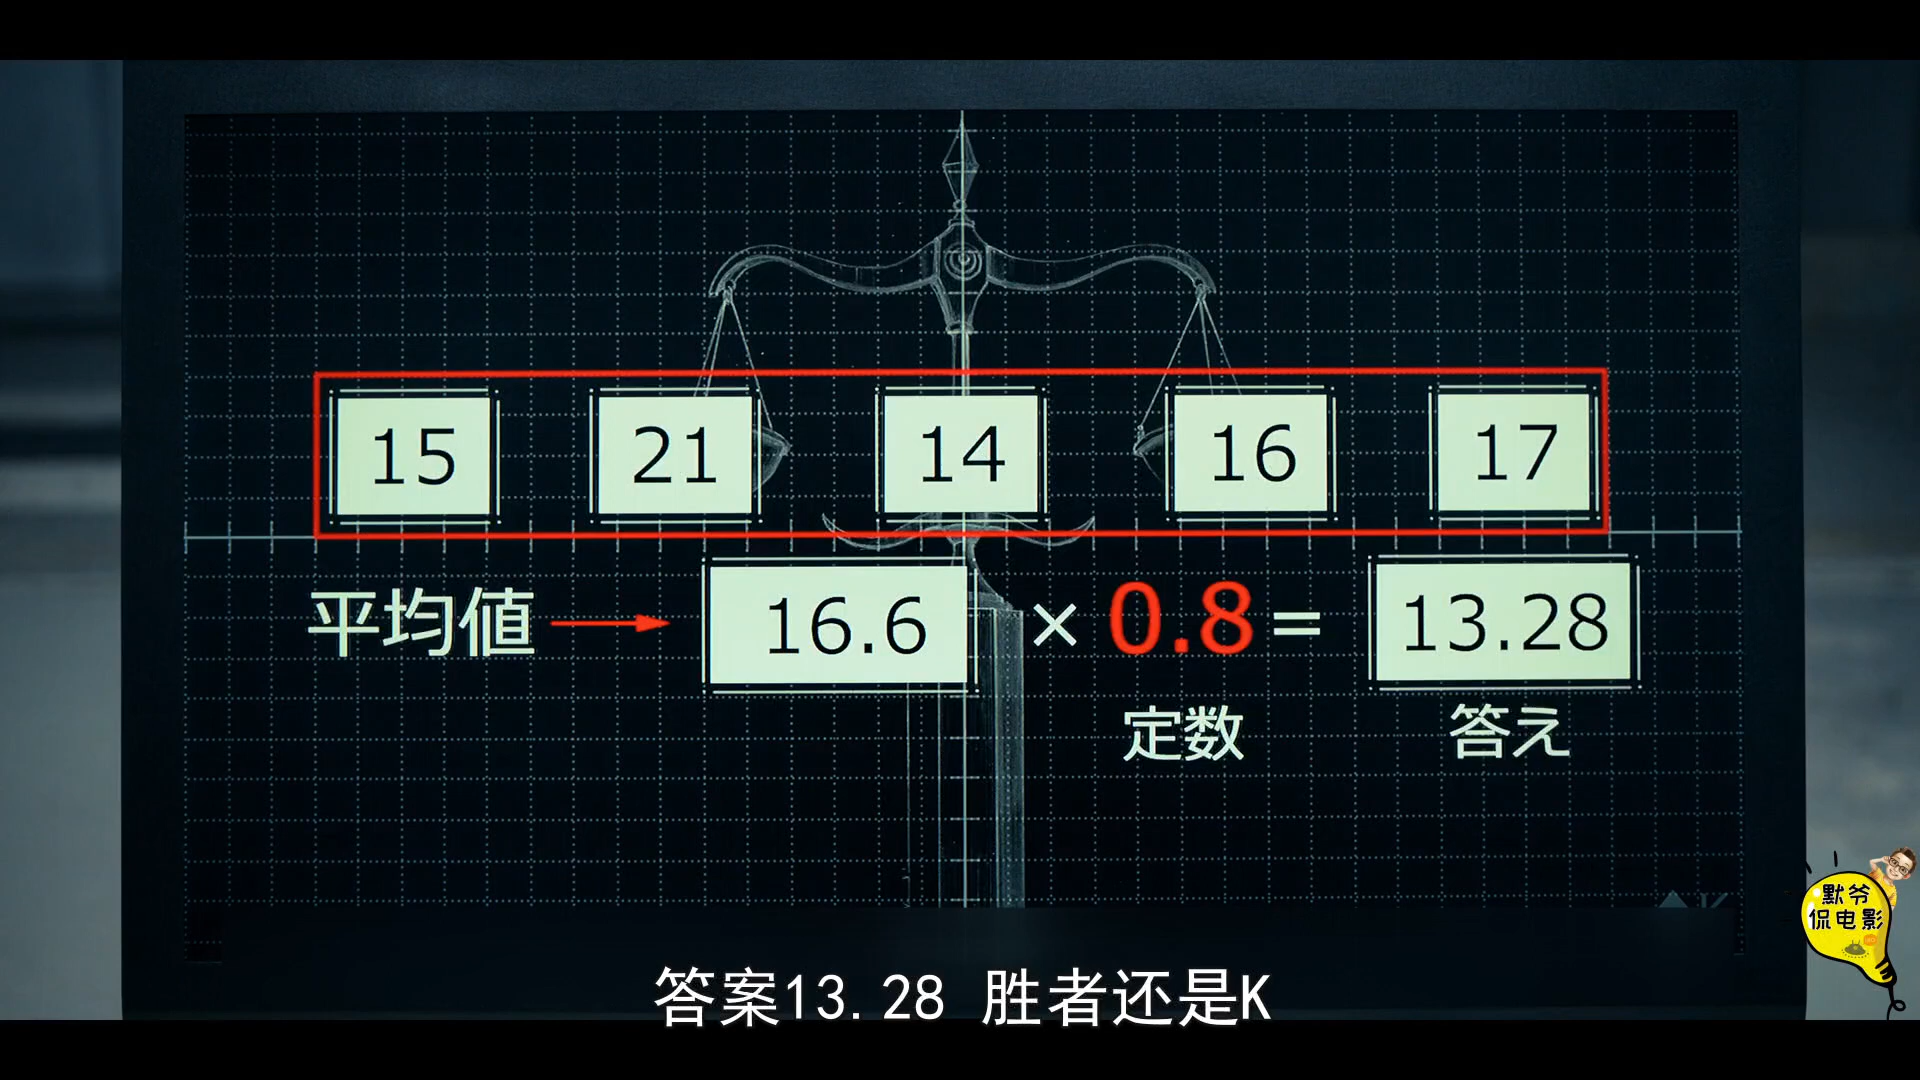 15 21 14 16 17
平均値 16.6 × 0.8 = 13.28
定数 答え
默爷
侃电影
答案13.28 胜者还是K